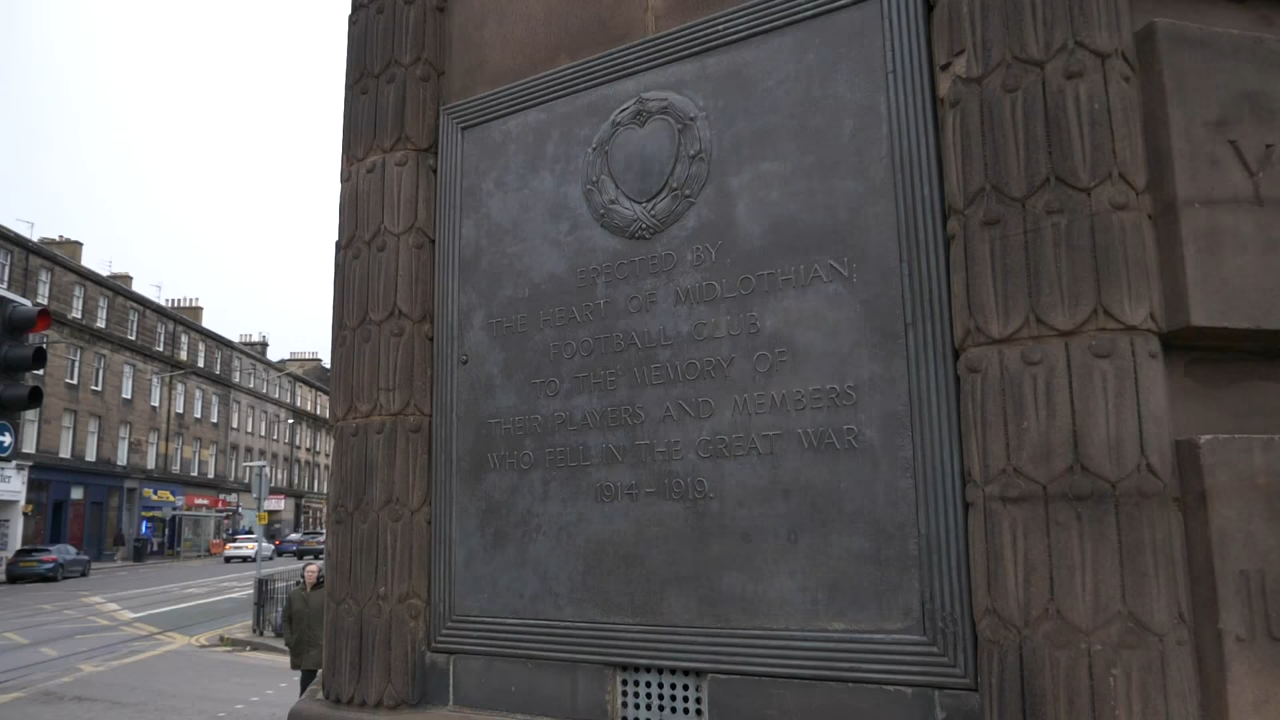 ERECTED BY
THE HEART OF MIDLOTHIAN
FOOTBALL CLUB
TO THE MEMORY OF
THEIR PLAYERS AND MEMBERS
WHO FELL IN THE GREAT WAR
1914 – 1919.
Y